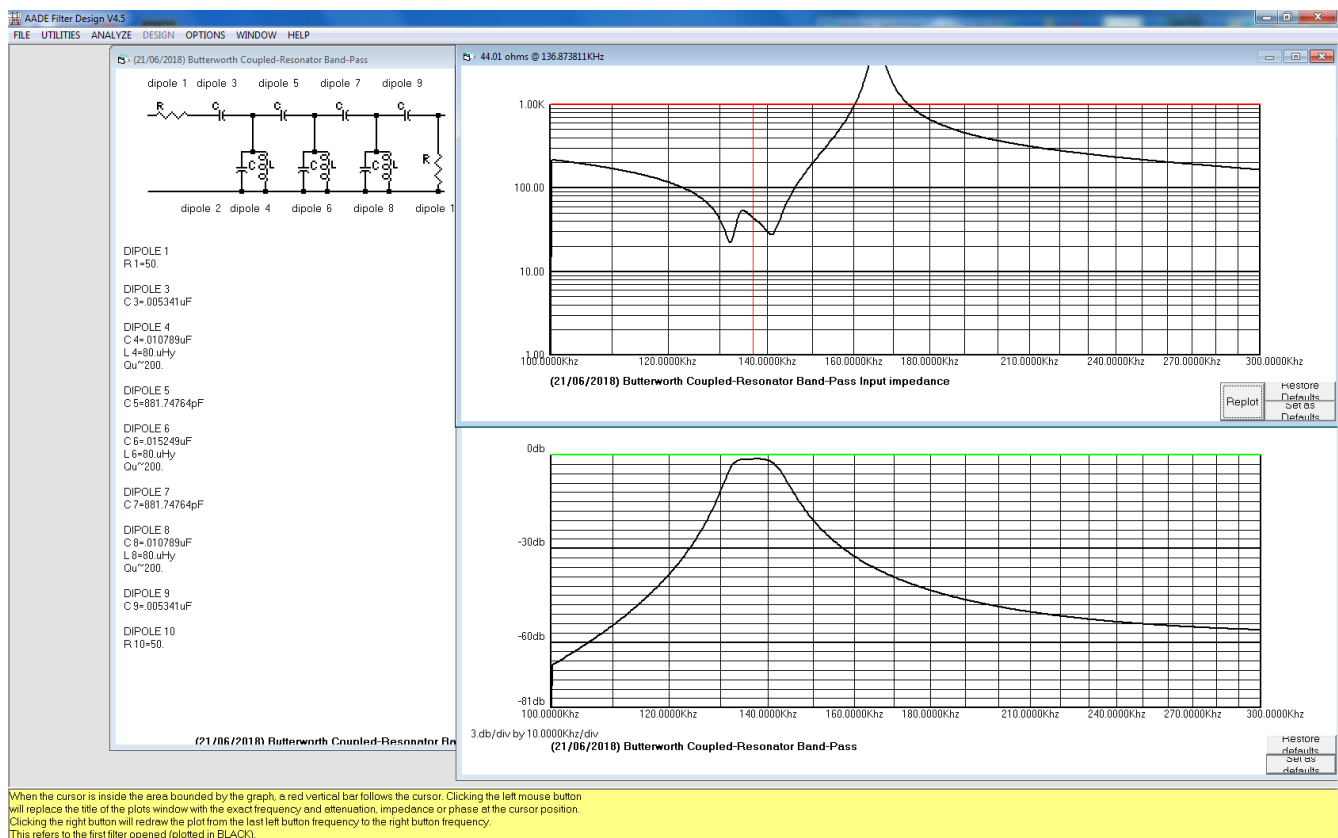 AADE Filter Design V4.5
FILE UTILITIES ANALYZE DESIGN OPTIONS WINDOW HELP
(21/06/2018) Butterworth Coupled-Resonator Band-Pass
dipole 1 dipole 3 dipole 5 dipole 7 dipole 9
R C C C C
C L C L C L R
dipole 2 dipole 4 dipole 6 dipole 8 dipole 1
DIPOLE 1
R 1=50.
DIPOLE 3
C 3=.005341uF
DIPOLE 4
C 4=.010789uF
L 4=80.uHy
Qu~200.
DIPOLE 5
C 5=881.74764pF
DIPOLE 6
C 6=.015249uF
L 6=80.uHy
Qu~200.
DIPOLE 7
C 7=881.74764pF
DIPOLE 8
C 8=.010789uF
L 8=80.uHy
Qu~200.
DIPOLE 9
C 9=.005341uF
DIPOLE 10
R 10=50.
(21/06/2018) Butterworth Coupled-Resonator Ba
44.01 ohms @ 136.873811KHz
1.00K
100.00
10.00
1.00
100.0000Khz 120.0000Khz 140.0000Khz 160.0000Khz 180.0000Khz 210.0000Khz 240.0000Khz 270.0000Khz 300.0000Khz
(21/06/2018) Butterworth Coupled-Resonator Band-Pass Input impedance
Replot
Restore
Defaults
Set as
Defaults
0db
-30db
-60db
-81db
100.0000Khz 120.0000Khz 140.0000Khz 160.0000Khz 180.0000Khz 210.0000Khz 240.0000Khz 270.0000Khz 300.0000Khz
3.db/div by 10.0000Khz/div
(21/06/2018) Butterworth Coupled-Resonator Band-Pass
Restore
defaults
Set as
defaults
When the cursor is inside the area bounded by the graph, a red vertical bar follows the cursor. Clicking the left mouse button
will replace the title of the plots window with the exact frequency and attenuation, impedance or phase at the cursor position.
Clicking the right button will redraw the plot from the last left button frequency to the right button frequency.
This refers to the first filter opened (plotted in BLACK).